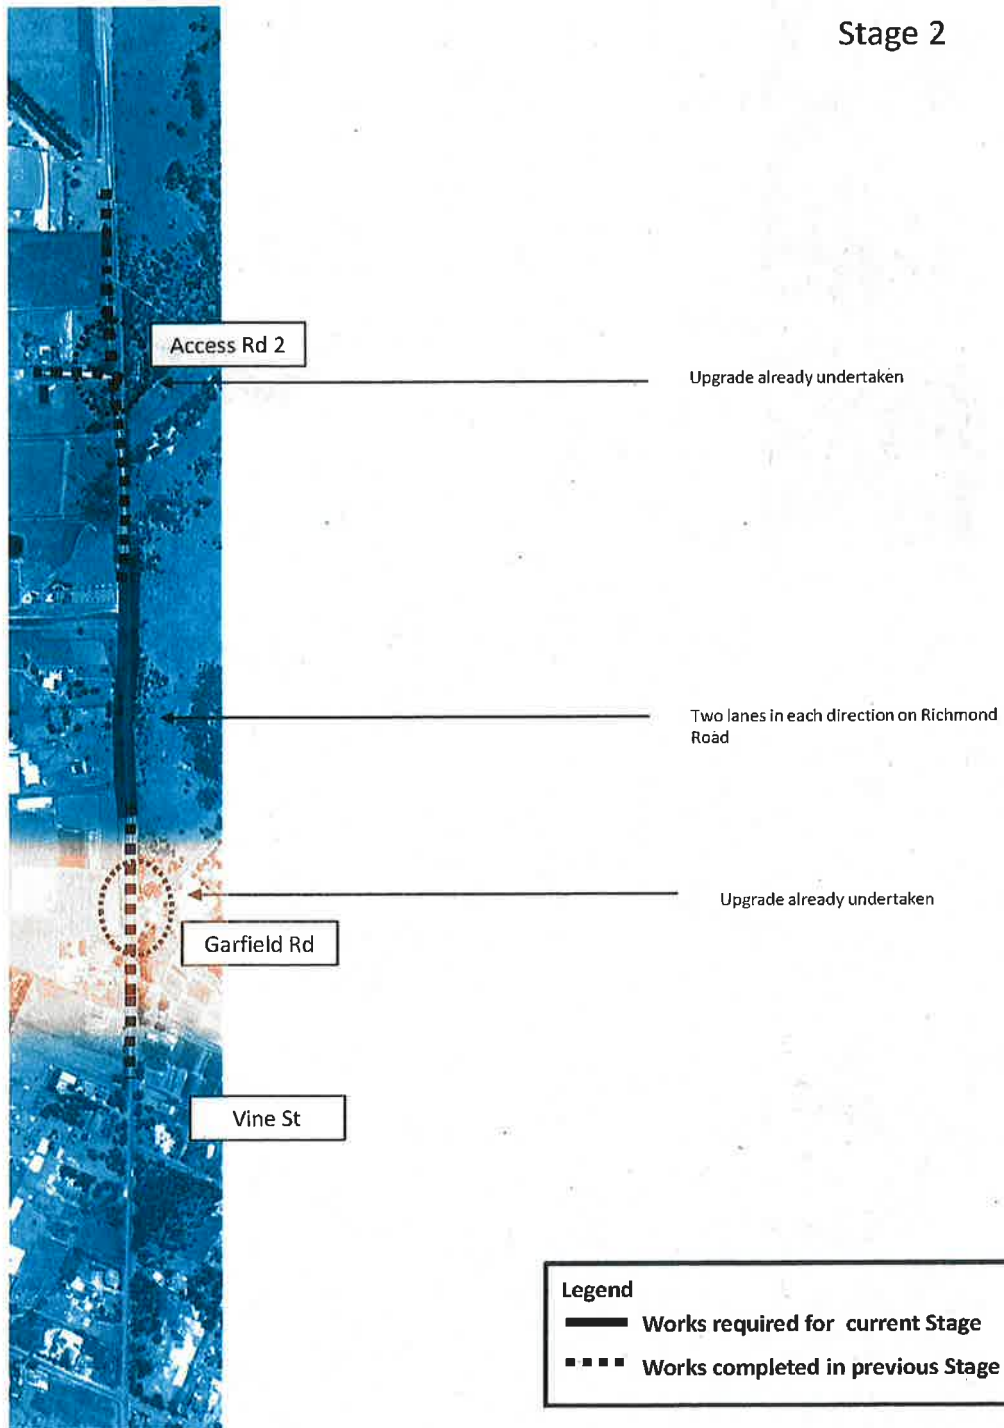 Stage 2
Access Rd 2
Upgrade already undertaken
Two lanes in each direction on Richmond
Road
Upgrade already undertaken
Garfield Rd
Vine St
Legend
Works required for current Stage
Works completed in previous Stage